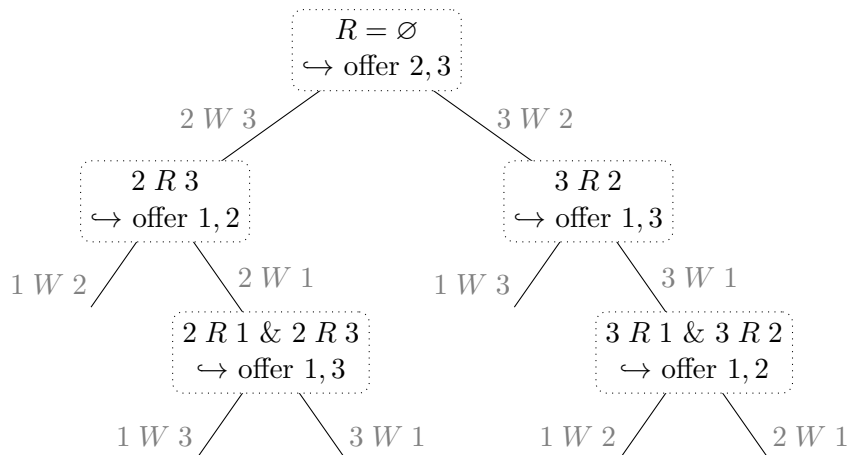 R = ∅
↪ offer 2, 3
2 W 3
3 W 2
2 R 3
↪ offer 1, 2
3 R 2
↪ offer 1, 3
1 W 2
2 W 1
1 W 3
3 W 1
2 R 1 & 2 R 3
↪ offer 1, 3
3 R 1 & 3 R 2
↪ offer 1, 2
1 W 3
3 W 1
1 W 2
2 W 1